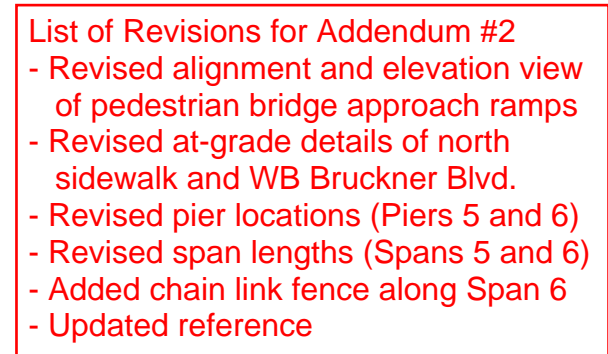 List of Revisions for Addendum #2
- Revised alignment and elevation view
of pedestrian bridge approach ramps
- Revised at-grade details of north
sidewalk and WB Bruckner Blvd.
- Revised pier locations (Piers 5 and 6)
- Revised span lengths (Spans 5 and 6)
- Added chain link fence along Span 6
- Updated reference